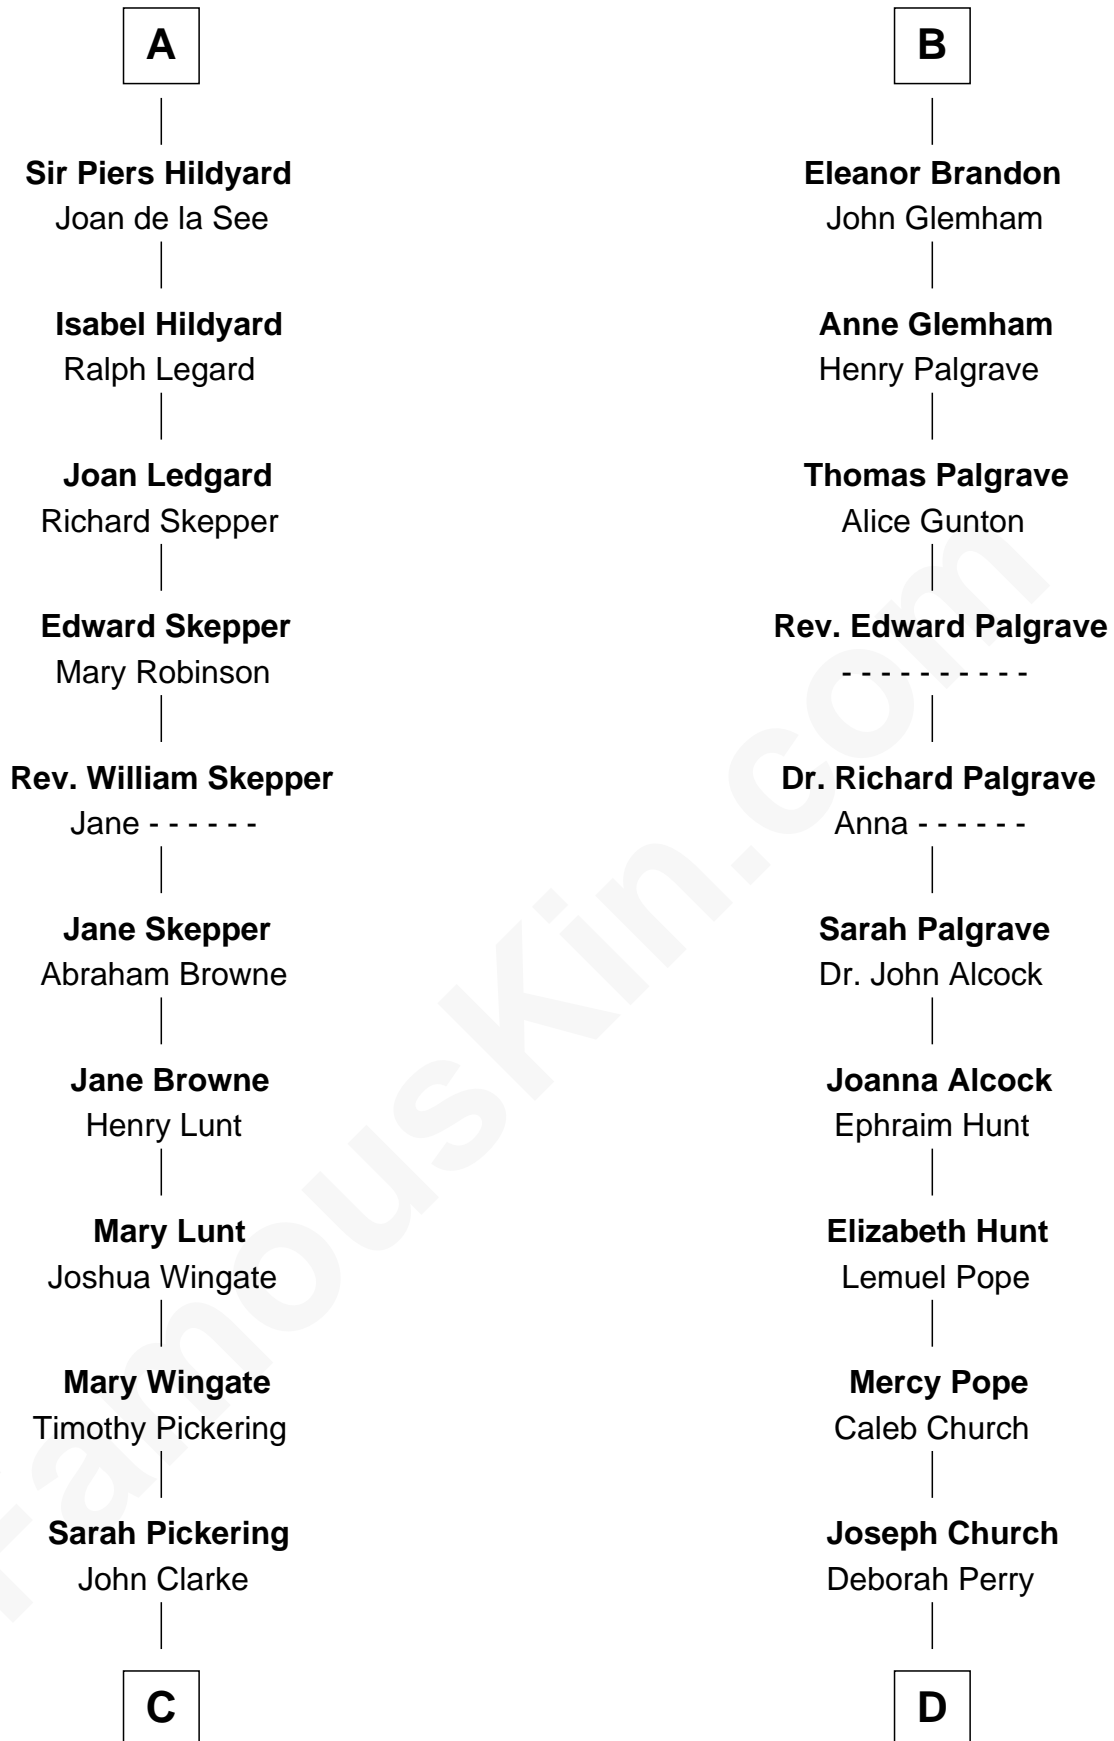 A
Sir Piers Hildyard
Joan de la See
Isabel Hildyard
Ralph Legard
Joan Ledgard
Richard Skepper
Edward Skepper
Mary Robinson
Rev. William Skepper
Jane - - - - - -
Jane Skepper
Abraham Browne
Jane Browne
Henry Lunt
Mary Lunt
Joshua Wingate
Mary Wingate
Timothy Pickering
Sarah Pickering
John Clarke
C
B
Eleanor Brandon
John Glemham
Anne Glemham
Henry Palgrave
Thomas Palgrave
Alice Gunton
Rev. Edward Palgrave
- - - - - - - - - -
Dr. Richard Palgrave
Anna - - - - - -
Sarah Palgrave
Dr. John Alcock
Joanna Alcock
Ephraim Hunt
Elizabeth Hunt
Lemuel Pope
Mercy Pope
Caleb Church
Joseph Church
Deborah Perry
D
FamousKin.com